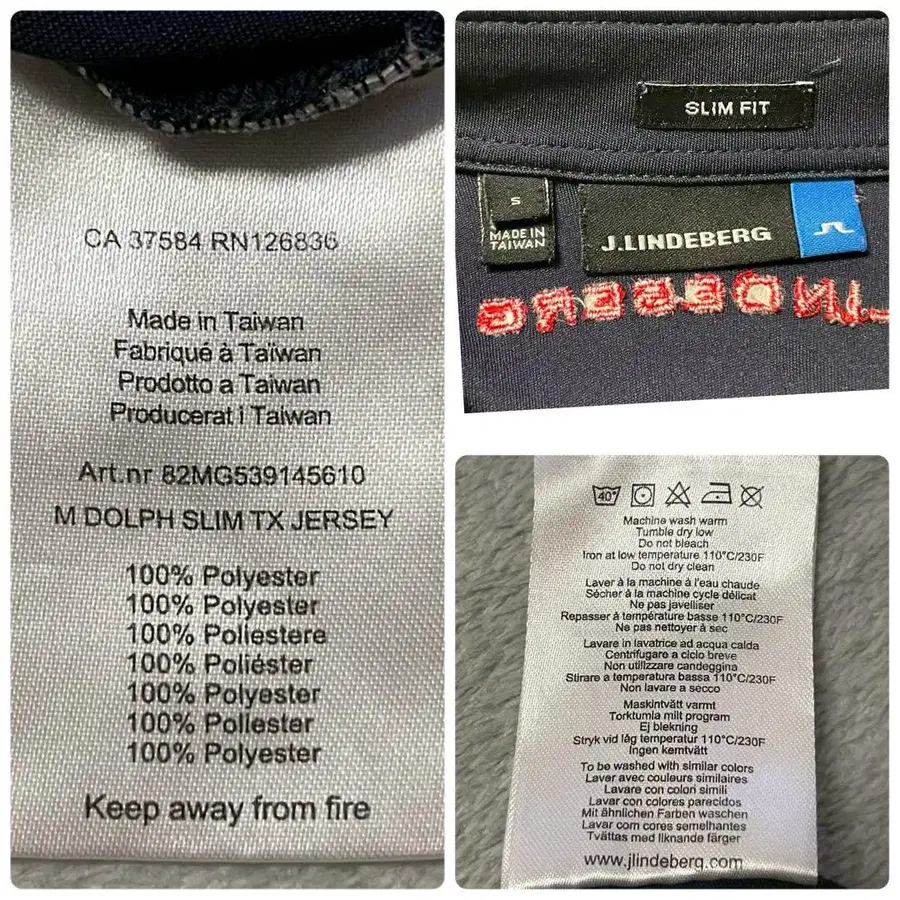 CA 37584 RN126836
Made in Taiwan
Fabriqué à Taïwan
Prodotto a Taiwan
Producerat i Taiwan
Art.nr 82MG539145610
M DOLPH SLIM TX JERSEY
100% Polyester
100% Polyester
100% Poliestere
100% Poliéster
100% Polyester
100% Poliester
100% Polyester
Keep away from fire
SLIM FIT
S
MADE IN
TAIWAN
J.LINDEBERG
40°
Machine wash warm
Tumble dry low
Do not bleach
Iron at low temperature 110°C/230F
Do not dry clean
Laver à la machine à l'eau chaude
Sécher à la machine cycle délicat
Ne pas javelliser
Repasser à température basse 110°C/230F
Ne pas nettoyer à sec
Lavare in lavatrice ad acqua calda
Centrifugare a ciclo breve
Non utilizzare candeggina
Stirare a temperatura bassa 110°C/230F
Non lavare a secco
Maskintvätt varmt
Torktumla milt program
Ej blekning
Stryk vid låg temperatur 110°C/230F
Ingen kemtvätt
To be washed with similar colors
Laver avec couleurs similaires
Lavare con colori simili
Lavar con colores parecidos
Mit ähnlichen Farben waschen
Lavar com cores semelhantes
Tvättas med liknande färger
www.jlindeberg.com